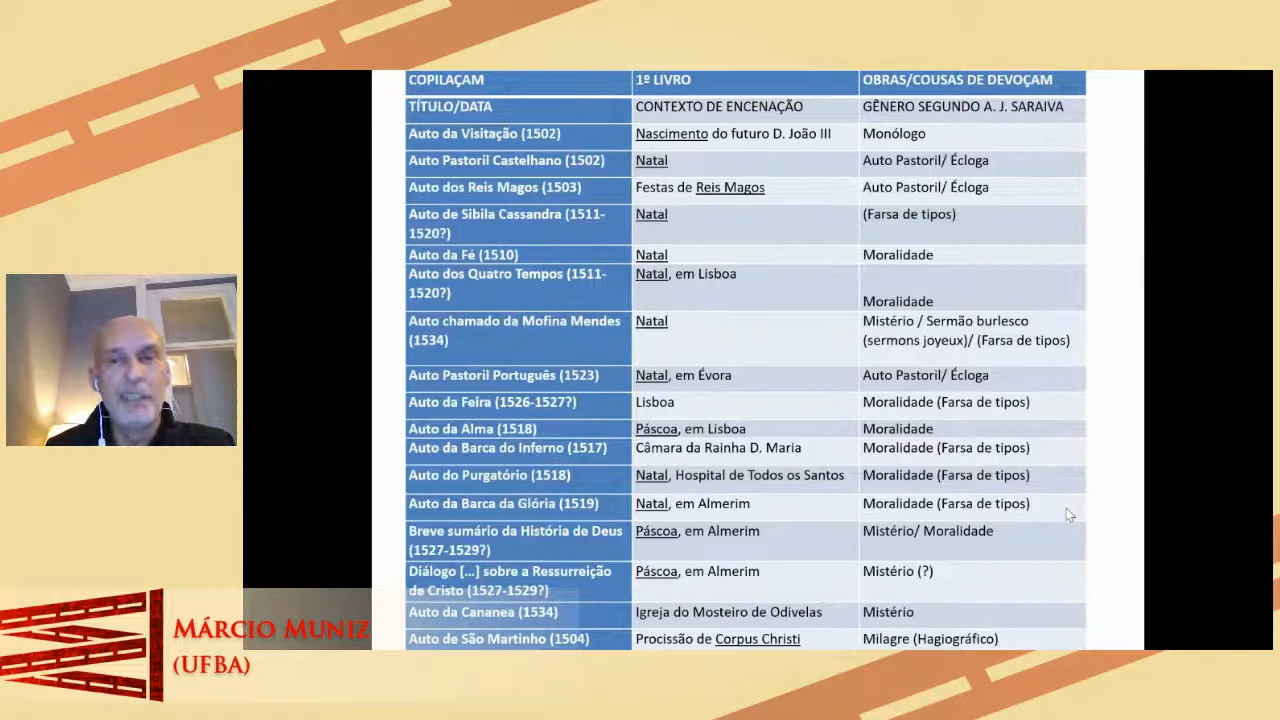 COPILAÇAM 1º LIVRO OBRAS/COUSAS DE DEVOÇAM
TÍTULO/DATA CONTEXTO DE ENCENAÇÃO GÊNERO SEGUNDO A. J. SARAIVA
Auto da Visitação (1502) Nascimento do futuro D. João III Monólogo
Auto Pastoril Castelhano (1502) Natal Auto Pastoril/ Écloga
Auto dos Reis Magos (1503) Festas de Reis Magos Auto Pastoril/ Écloga
Auto de Sibila Cassandra (1511- Natal (Farsa de tipos)
1520?)
Auto da Fé (1510) Natal Moralidade
Auto dos Quatro Tempos (1511- Natal, em Lisboa
1520?) Moralidade
Auto chamado da Mofina Mendes Natal Mistério / Sermão burlesco
(1534) (sermons joyeux)/ (Farsa de tipos)
Auto Pastoril Português (1523) Natal, em Évora Auto Pastoril/ Écloga
Auto da Feira (1526-1527?) Lisboa Moralidade (Farsa de tipos)
Auto da Alma (1518) Páscoa, em Lisboa Moralidade
Auto da Barca do Inferno (1517) Câmara da Rainha D. Maria Moralidade (Farsa de tipos)
Auto do Purgatório (1518) Natal, Hospital de Todos os Santos Moralidade (Farsa de tipos)
Auto da Barca da Glória (1519) Natal, em Almerim Moralidade (Farsa de tipos)
Breve sumário da História de Deus Páscoa, em Almerim Mistério/ Moralidade
(1527-1529?)
Diálogo [...] sobre a Ressurreição Páscoa, em Almerim Mistério (?)
de Cristo (1527-1529?)
Auto da Cananea (1534) Igreja do Mosteiro de Odivelas Mistério
Auto de São Martinho (1504) Procissão de Corpus Christi Milagre (Hagiográfico)
MÁRCIO MUNIZ
(UFBA)